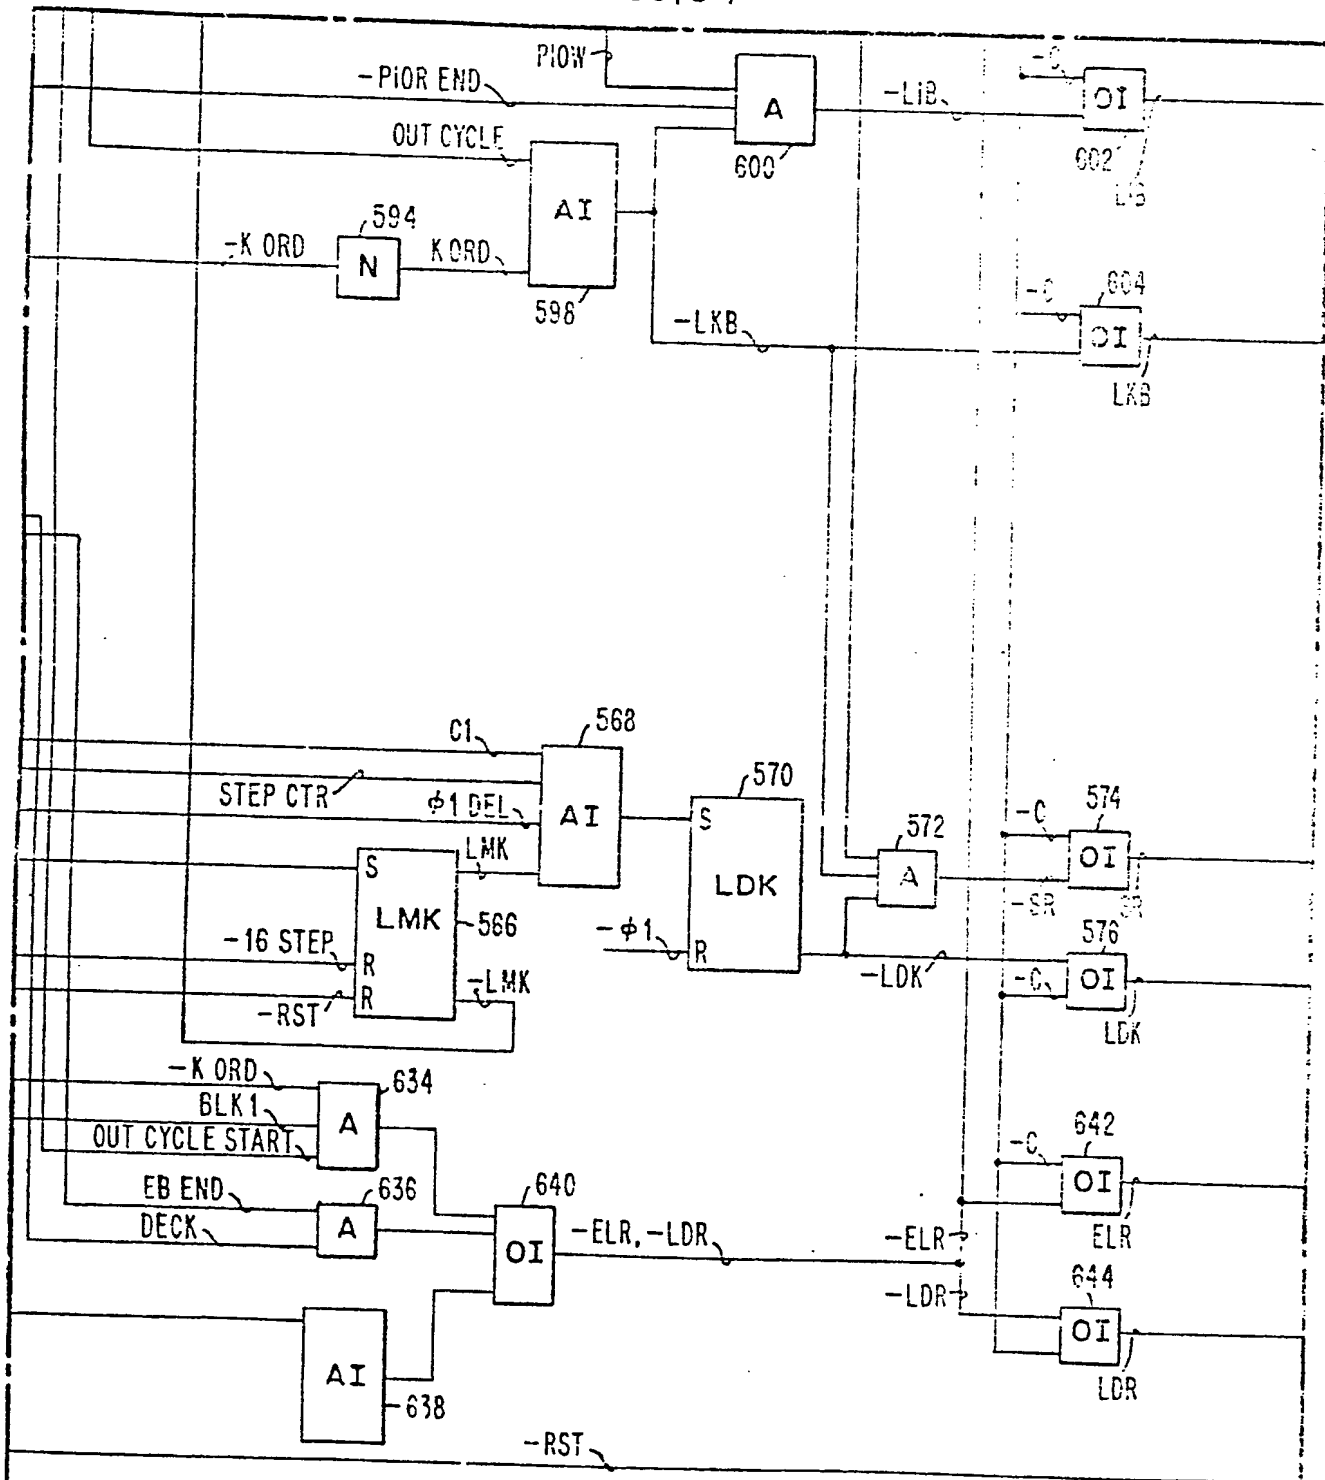 PIOW
-PIOR END
A
-LIB
-C
OI
600
602
LIB
OUT CYCLE
AI
594
-K ORD
N
K ORD
598
-LKB
-C
604
OI
LKB
C1
568
STEP CTR
ϕ1 DEL
AI
570
S
LDK
-ϕ1
R
572
A
-C
574
OI
-SR
SR
S
LMK
LMK
566
-16 STEP
R
-RST
R
-LMK
-LDK
-C
576
OI
LDK
-K ORD
634
BLK1
A
OUT CYCLE START
EB END
636
DECK
A
640
OI
-ELR, -LDR
-ELR
-LDR
-C
642
OI
ELR
644
OI
LDR
AI
638
-RST